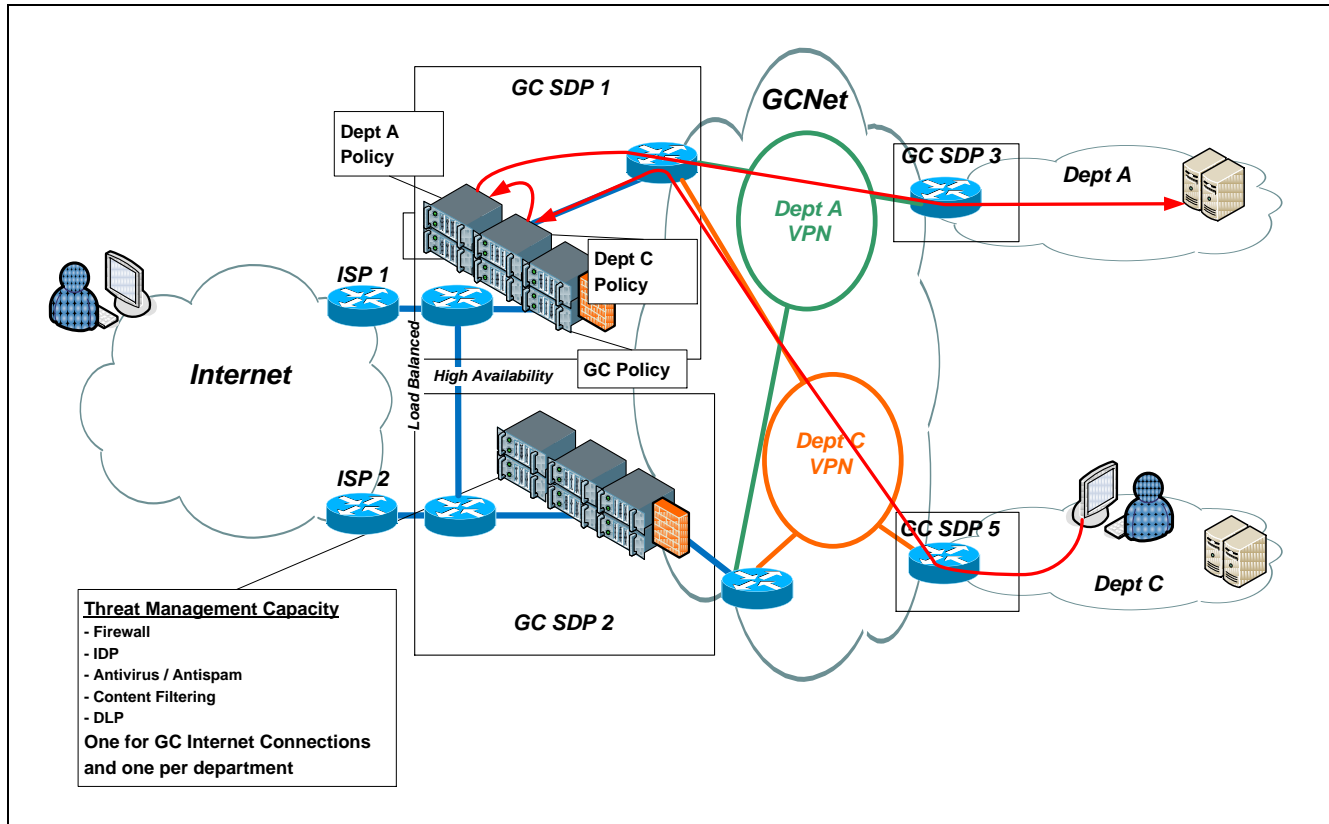 GC SDP 1
GCNet
Dept A
Policy
GC SDP 3
Dept A
Dept A
VPN
Dept C
Policy
ISP 1
Internet
Load Balanced
High Availability
GC Policy
Dept C
VPN
ISP 2
GC SDP 5
Dept C
GC SDP 2
Threat Management Capacity
- Firewall
- IDP
- Antivirus / Antispam
- Content Filtering
- DLP
One for GC Internet Connections
and one per department